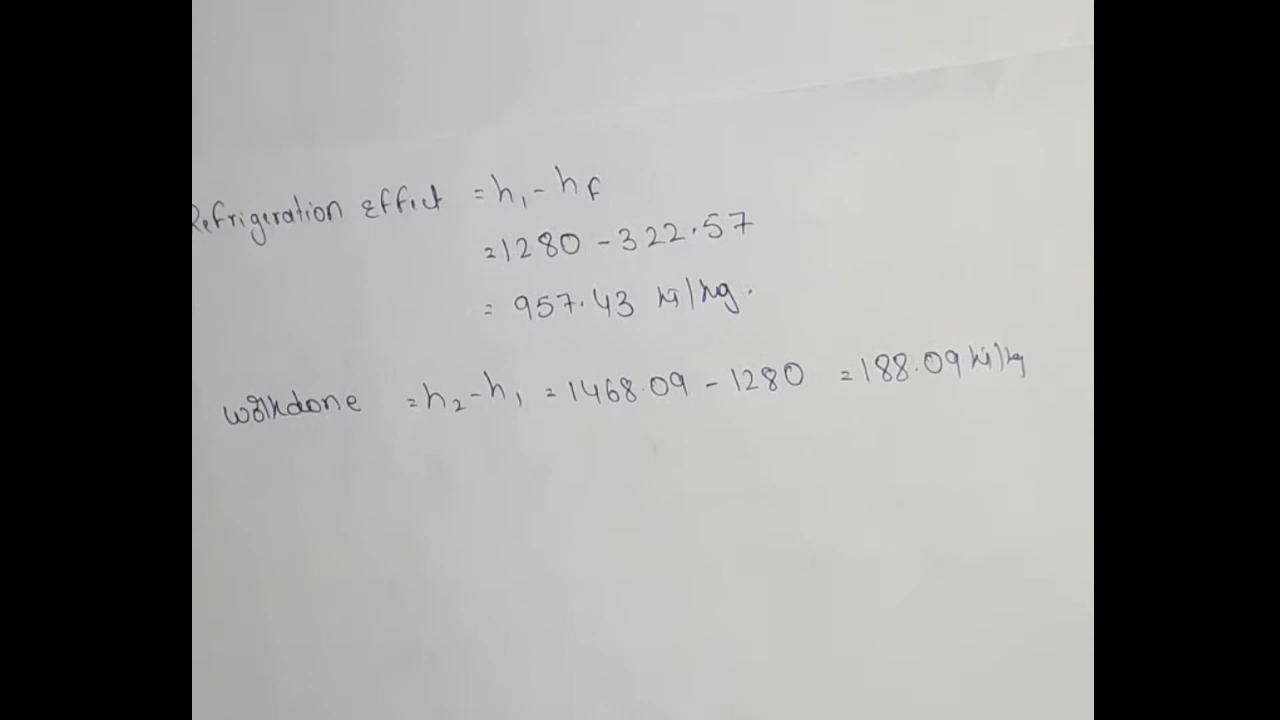 Refrigeration Effect = h₁ - hf
= 1280 - 322.57
= 957.43 kJ/kg.
workdone = h₂ - h₁ = 1468.09 - 1280 = 188.09 kJ/kg